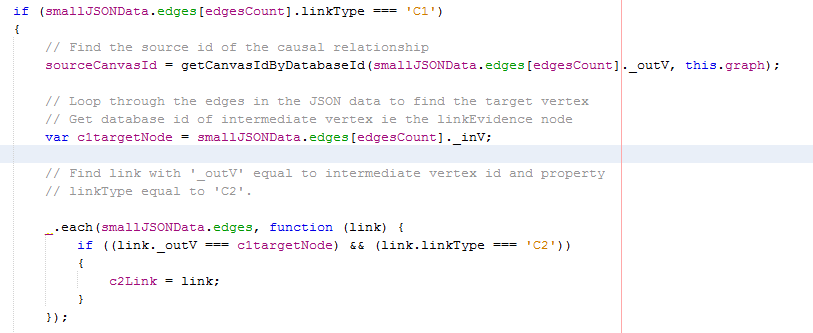 if (smallJSONData.edges[edgesCount].linkType === 'C1')
{
// Find the source id of the causal relationship
sourceCanvasId = getCanvasIdByDatabaseId(smallJSONData.edges[edgesCount]._outV, this.graph);
// Loop through the edges in the JSON data to find the target vertex
// Get database id of intermediate vertex ie the linkEvidence node
var c1targetNode = smallJSONData.edges[edgesCount]._inV;
// Find link with '_outV' equal to intermediate vertex id and property
// linkType equal to 'C2'.
_.each(smallJSONData.edges, function (link) {
if ((link._outV === c1targetNode) && (link.linkType === 'C2'))
{
c2Link = link;
}
});